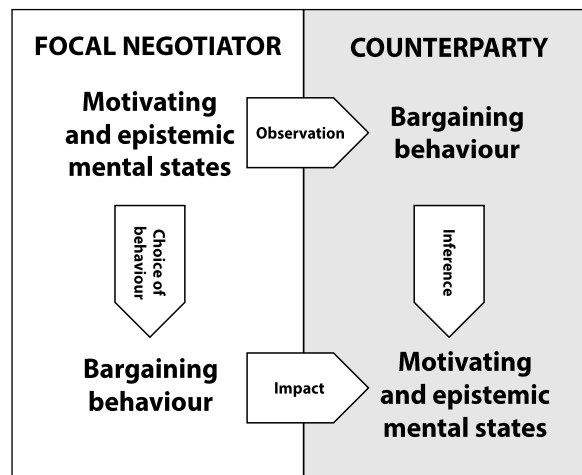 FOCAL NEGOTIATOR
COUNTERPARTY
Motivating
and epistemic
mental states
Observation
Bargaining
behaviour
Choice of
behaviour
Inference
Bargaining
behaviour
Impact
Motivating
and epistemic
mental states